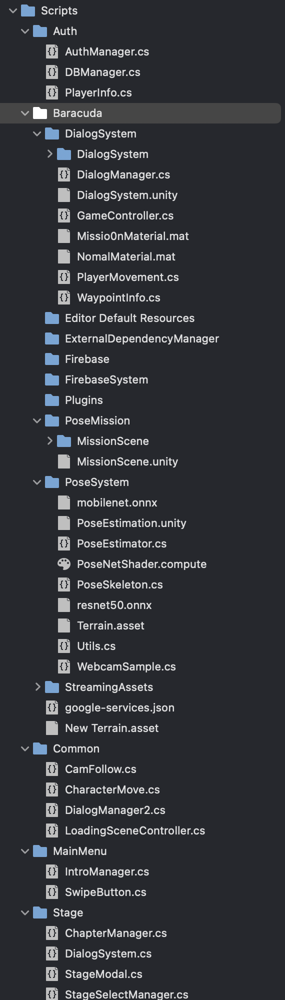 Scripts
Auth
AuthManager.cs
DBManager.cs
PlayerInfo.cs
Baracuda
DialogSystem
DialogSystem
DialogManager.cs
DialogSystem.unity
GameController.cs
Missio0nMaterial.mat
NomalMaterial.mat
PlayerMovement.cs
WaypointInfo.cs
Editor Default Resources
ExternalDependencyManager
Firebase
FirebaseSystem
Plugins
PoseMission
MissionScene
MissionScene.unity
PoseSystem
mobilenet.onnx
PoseEstimation.unity
PoseEstimator.cs
PoseNetShader.compute
PoseSkeleton.cs
resnet50.onnx
Terrain.asset
Utils.cs
WebcamSample.cs
StreamingAssets
google-services.json
New Terrain.asset
Common
CamFollow.cs
CharacterMove.cs
DialogManager2.cs
LoadingSceneController.cs
MainMenu
IntroManager.cs
SwipeButton.cs
Stage
ChapterManager.cs
DialogSystem.cs
StageModal.cs
StageSelectManager.cs